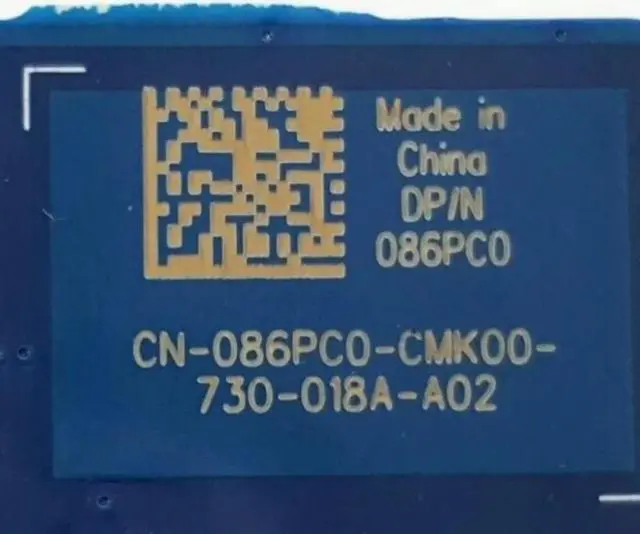 Made in
China
DP/N
086PC0
CN-086PC0-CMK00-
730-018A-A02